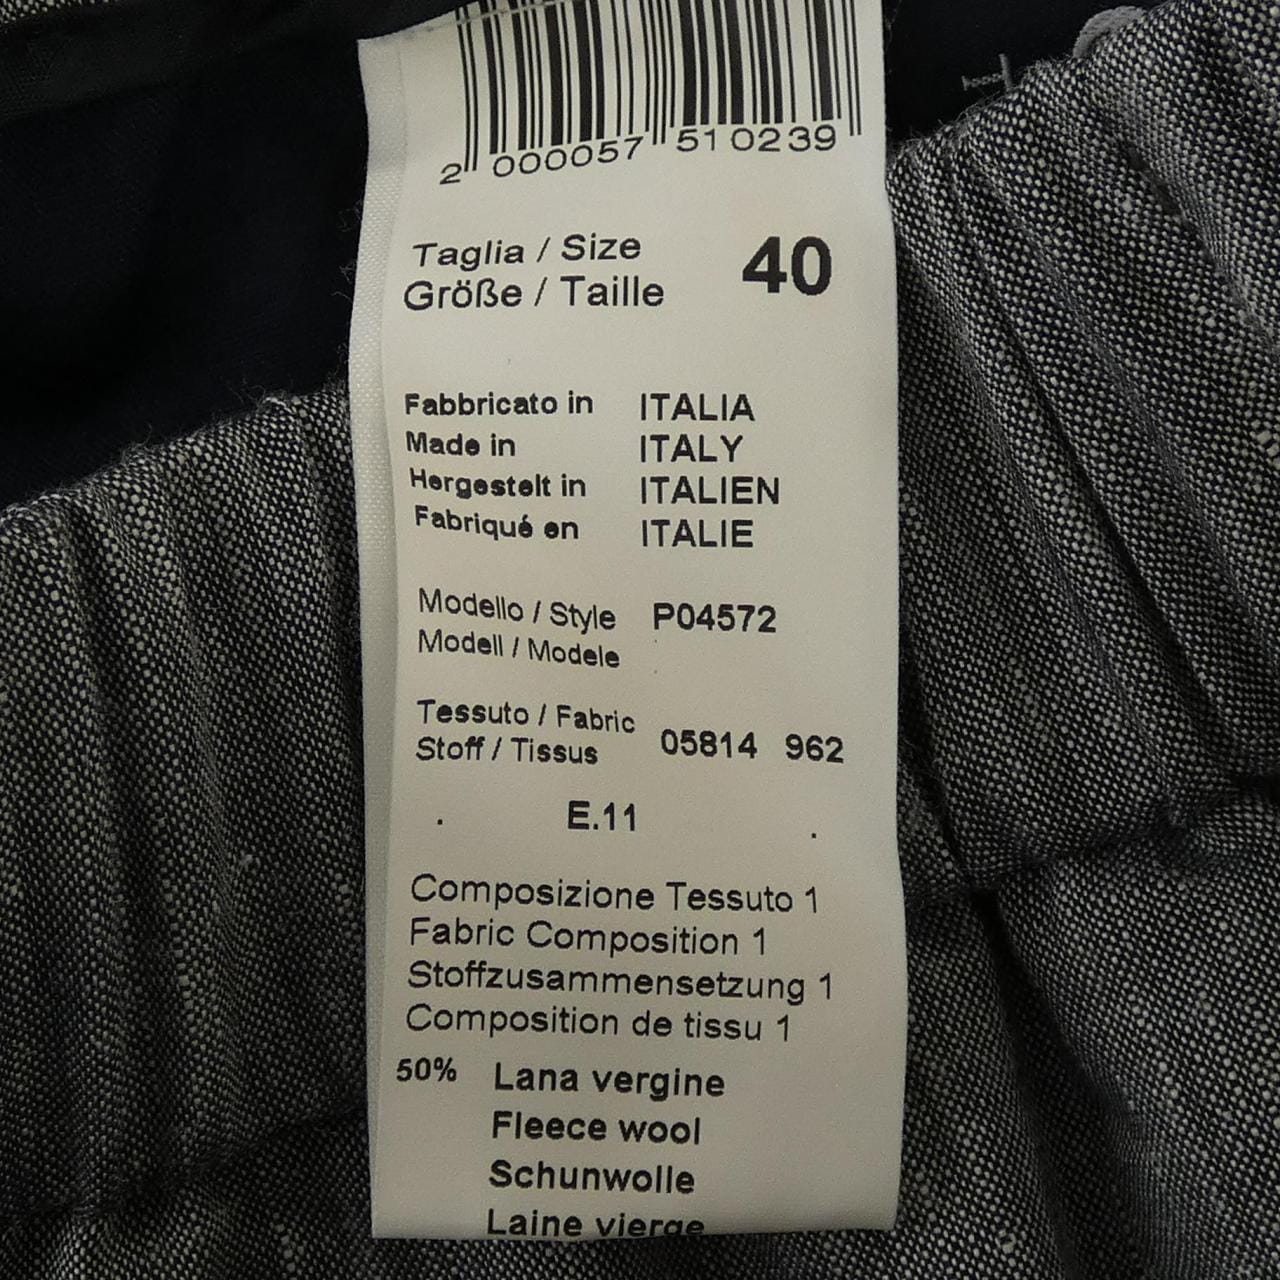 2 000057 510239
Taglia / Size 40
Größe / Taille
Fabbricato in ITALIA
Made in ITALY
Hergestelt in ITALIEN
Fabriqué en ITALIE
Modello / Style P04572
Modell / Modele
Tessuto / Fabric
Stoff / Tissus 05814 962
. E.11 .
Composizione Tessuto 1
Fabric Composition 1
Stoffzusammensetzung 1
Composition de tissu 1
50% Lana vergine
Fleece wool
Schunwolle
Laine vierge